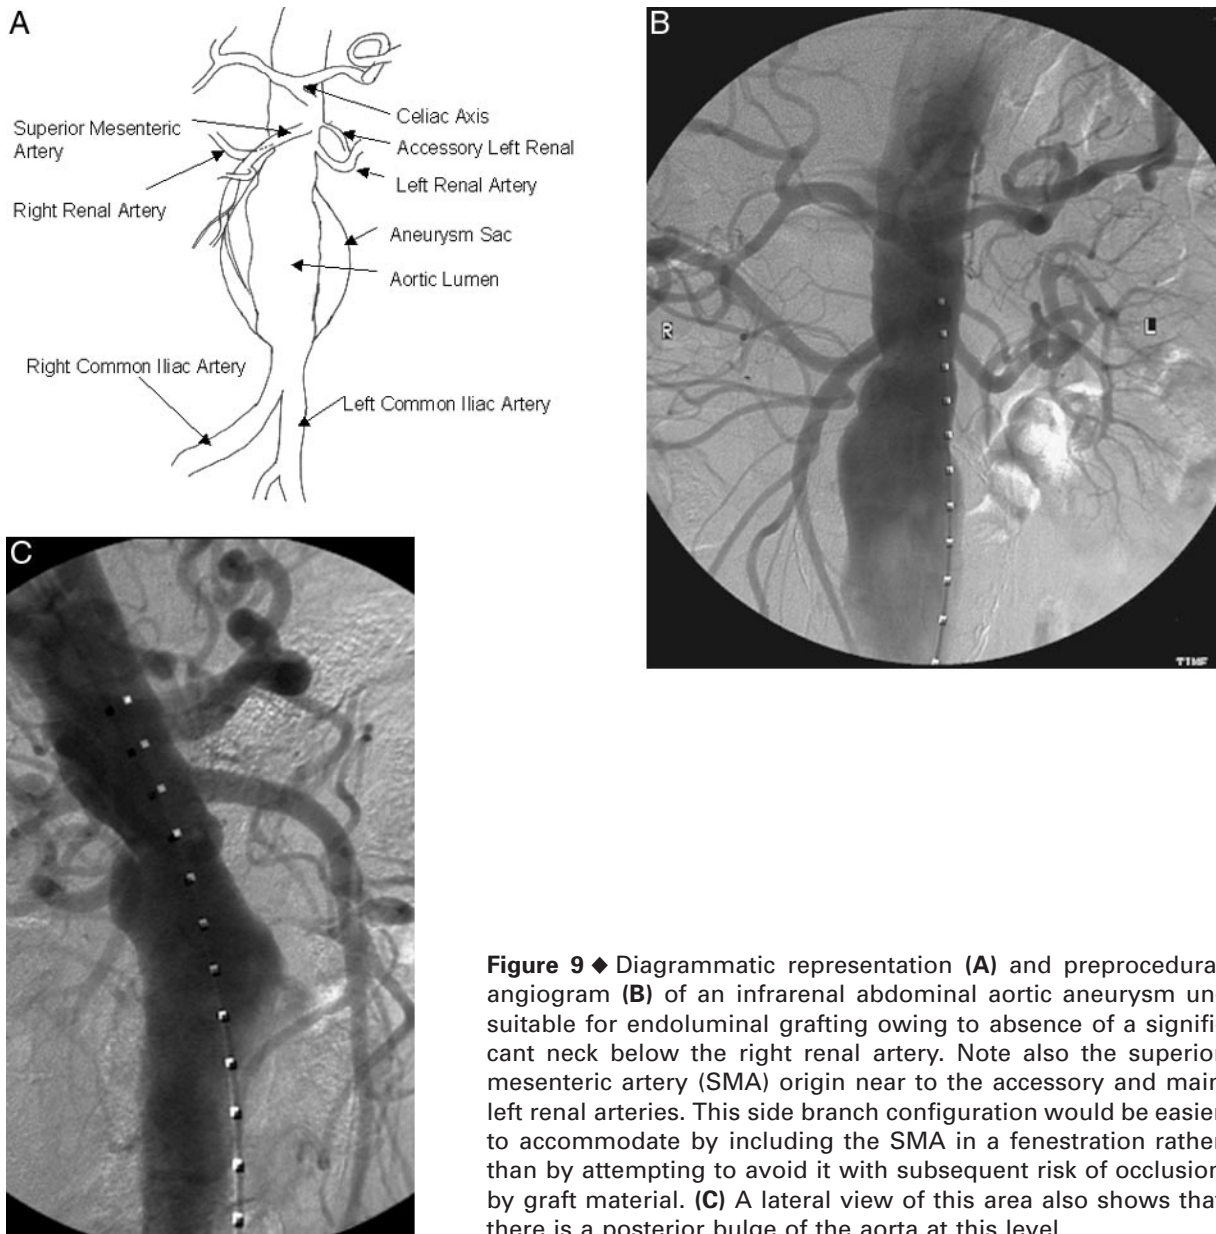 A
Celiac Axis
Superior Mesenteric
Artery
Accessory Left Renal
Left Renal Artery
Right Renal Artery
Aneurysm Sac
Aortic Lumen
Right Common Iliac Artery
Left Common Iliac Artery
B
R
L
TIME
C
Figure 9 ◆ Diagrammatic representation (A) and preprocedura
angiogram (B) of an infrarenal abdominal aortic aneurysm un
suitable for endoluminal grafting owing to absence of a signifi
cant neck below the right renal artery. Note also the superior
mesenteric artery (SMA) origin near to the accessory and main
left renal arteries. This side branch configuration would be easier
to accommodate by including the SMA in a fenestration rather
than by attempting to avoid it with subsequent risk of occlusion
by graft material. (C) A lateral view of this area also shows that
there is a posterior bulge of the aorta at this level